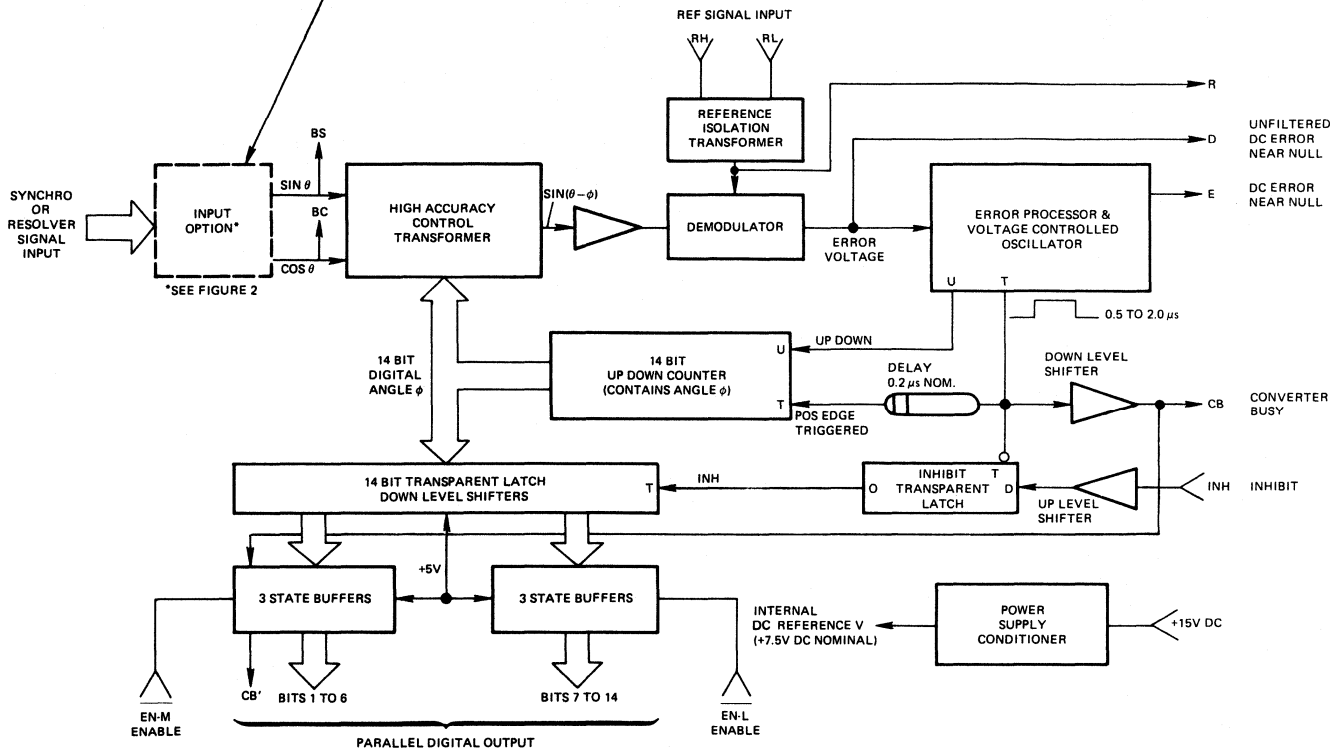 REF SIGNAL INPUT
RH
RL
R
REFERENCE
ISOLATION
TRANSFORMER
UNFILTERED
DC ERROR
NEAR NULL
D
BS
SIN θ
SYNCHRO
OR
RESOLVER
SIGNAL
INPUT
INPUT
OPTION*
BC
COS θ
*SEE FIGURE 2
HIGH ACCURACY
CONTROL
TRANSFORMER
SIN(θ-ϕ)
DEMODULATOR
ERROR
VOLTAGE
ERROR PROCESSOR &
VOLTAGE CONTROLLED
OSCILLATOR
U
T
E
DC ERROR
NEAR NULL
0.5 TO 2.0 μs
14 BIT
DIGITAL
ANGLE ϕ
14 BIT
UP DOWN COUNTER
(CONTAINS ANGLE ϕ)
U
T
UP DOWN
POS EDGE
TRIGGERED
DELAY
0.2 μs NOM.
DOWN LEVEL
SHIFTER
CB
CONVERTER
BUSY
14 BIT TRANSPARENT LATCH
DOWN LEVEL SHIFTERS
T
INH
INHIBIT
TRANSPARENT
LATCH
O
T
D
UP LEVEL
SHIFTER
INH
INHIBIT
+5V
3 STATE BUFFERS
3 STATE BUFFERS
INTERNAL
DC REFERENCE V
(+7.5V DC NOMINAL)
POWER
SUPPLY
CONDITIONER
+15V DC
EN-M
ENABLE
CB'
BITS 1 TO 6
BITS 7 TO 14
EN-L
ENABLE
PARALLEL DIGITAL OUTPUT